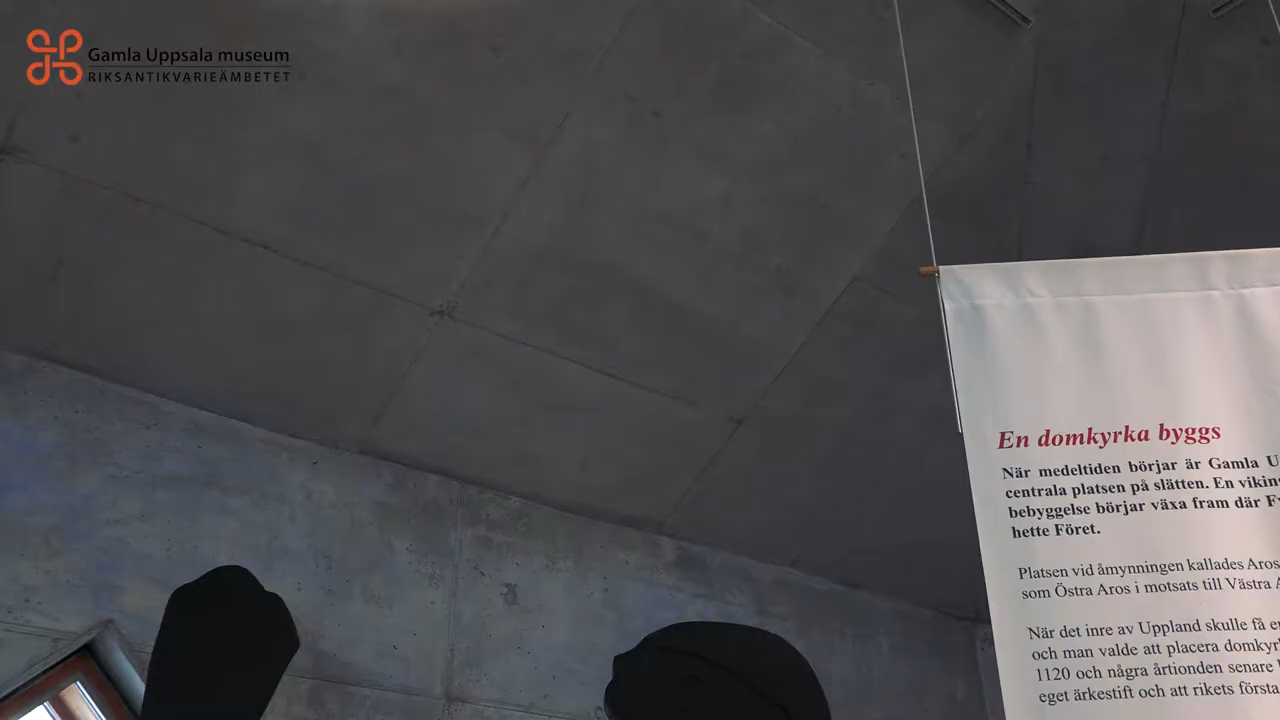 Gamla Uppsala museum
RIKSANTIKVARIEÄMBETET
En domkyrka byggs
När medeltiden börjar är Gamla
centrala platsen på slätten. En
bebyggelse börjar växa fram där
hette Föret.
Platsen vid åmynningen kallades Aros
som Östra Aros i motsats till Västra
När det inre av Uppland skulle få
och man valde att placera
1120 och några årtionden senare
eget ärkestift och att rikets första